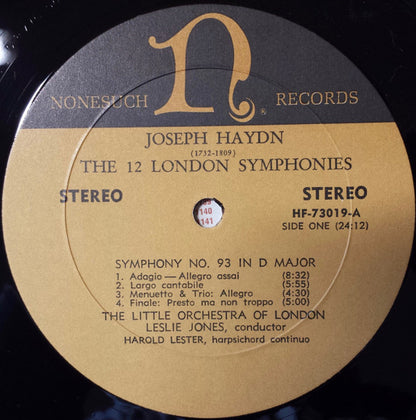 n
NONESUCH RECORDS
®
JOSEPH HAYDN
(1732-1809)
THE 12 LONDON SYMPHONIES
STEREO STEREO
HF-73019-A
SIDE ONE (24:12)
140
141
SYMPHONY NO. 93 IN D MAJOR
1. Adagio — Allegro assai (8:32)
2. Largo cantabile (5:55)
3. Menuetto & Trio: Allegro (4:30)
4. Finale: Presto ma non troppo (5:00)
THE LITTLE ORCHESTRA OF LONDON
LESLIE JONES, conductor
HAROLD LESTER, harpsichord continuo